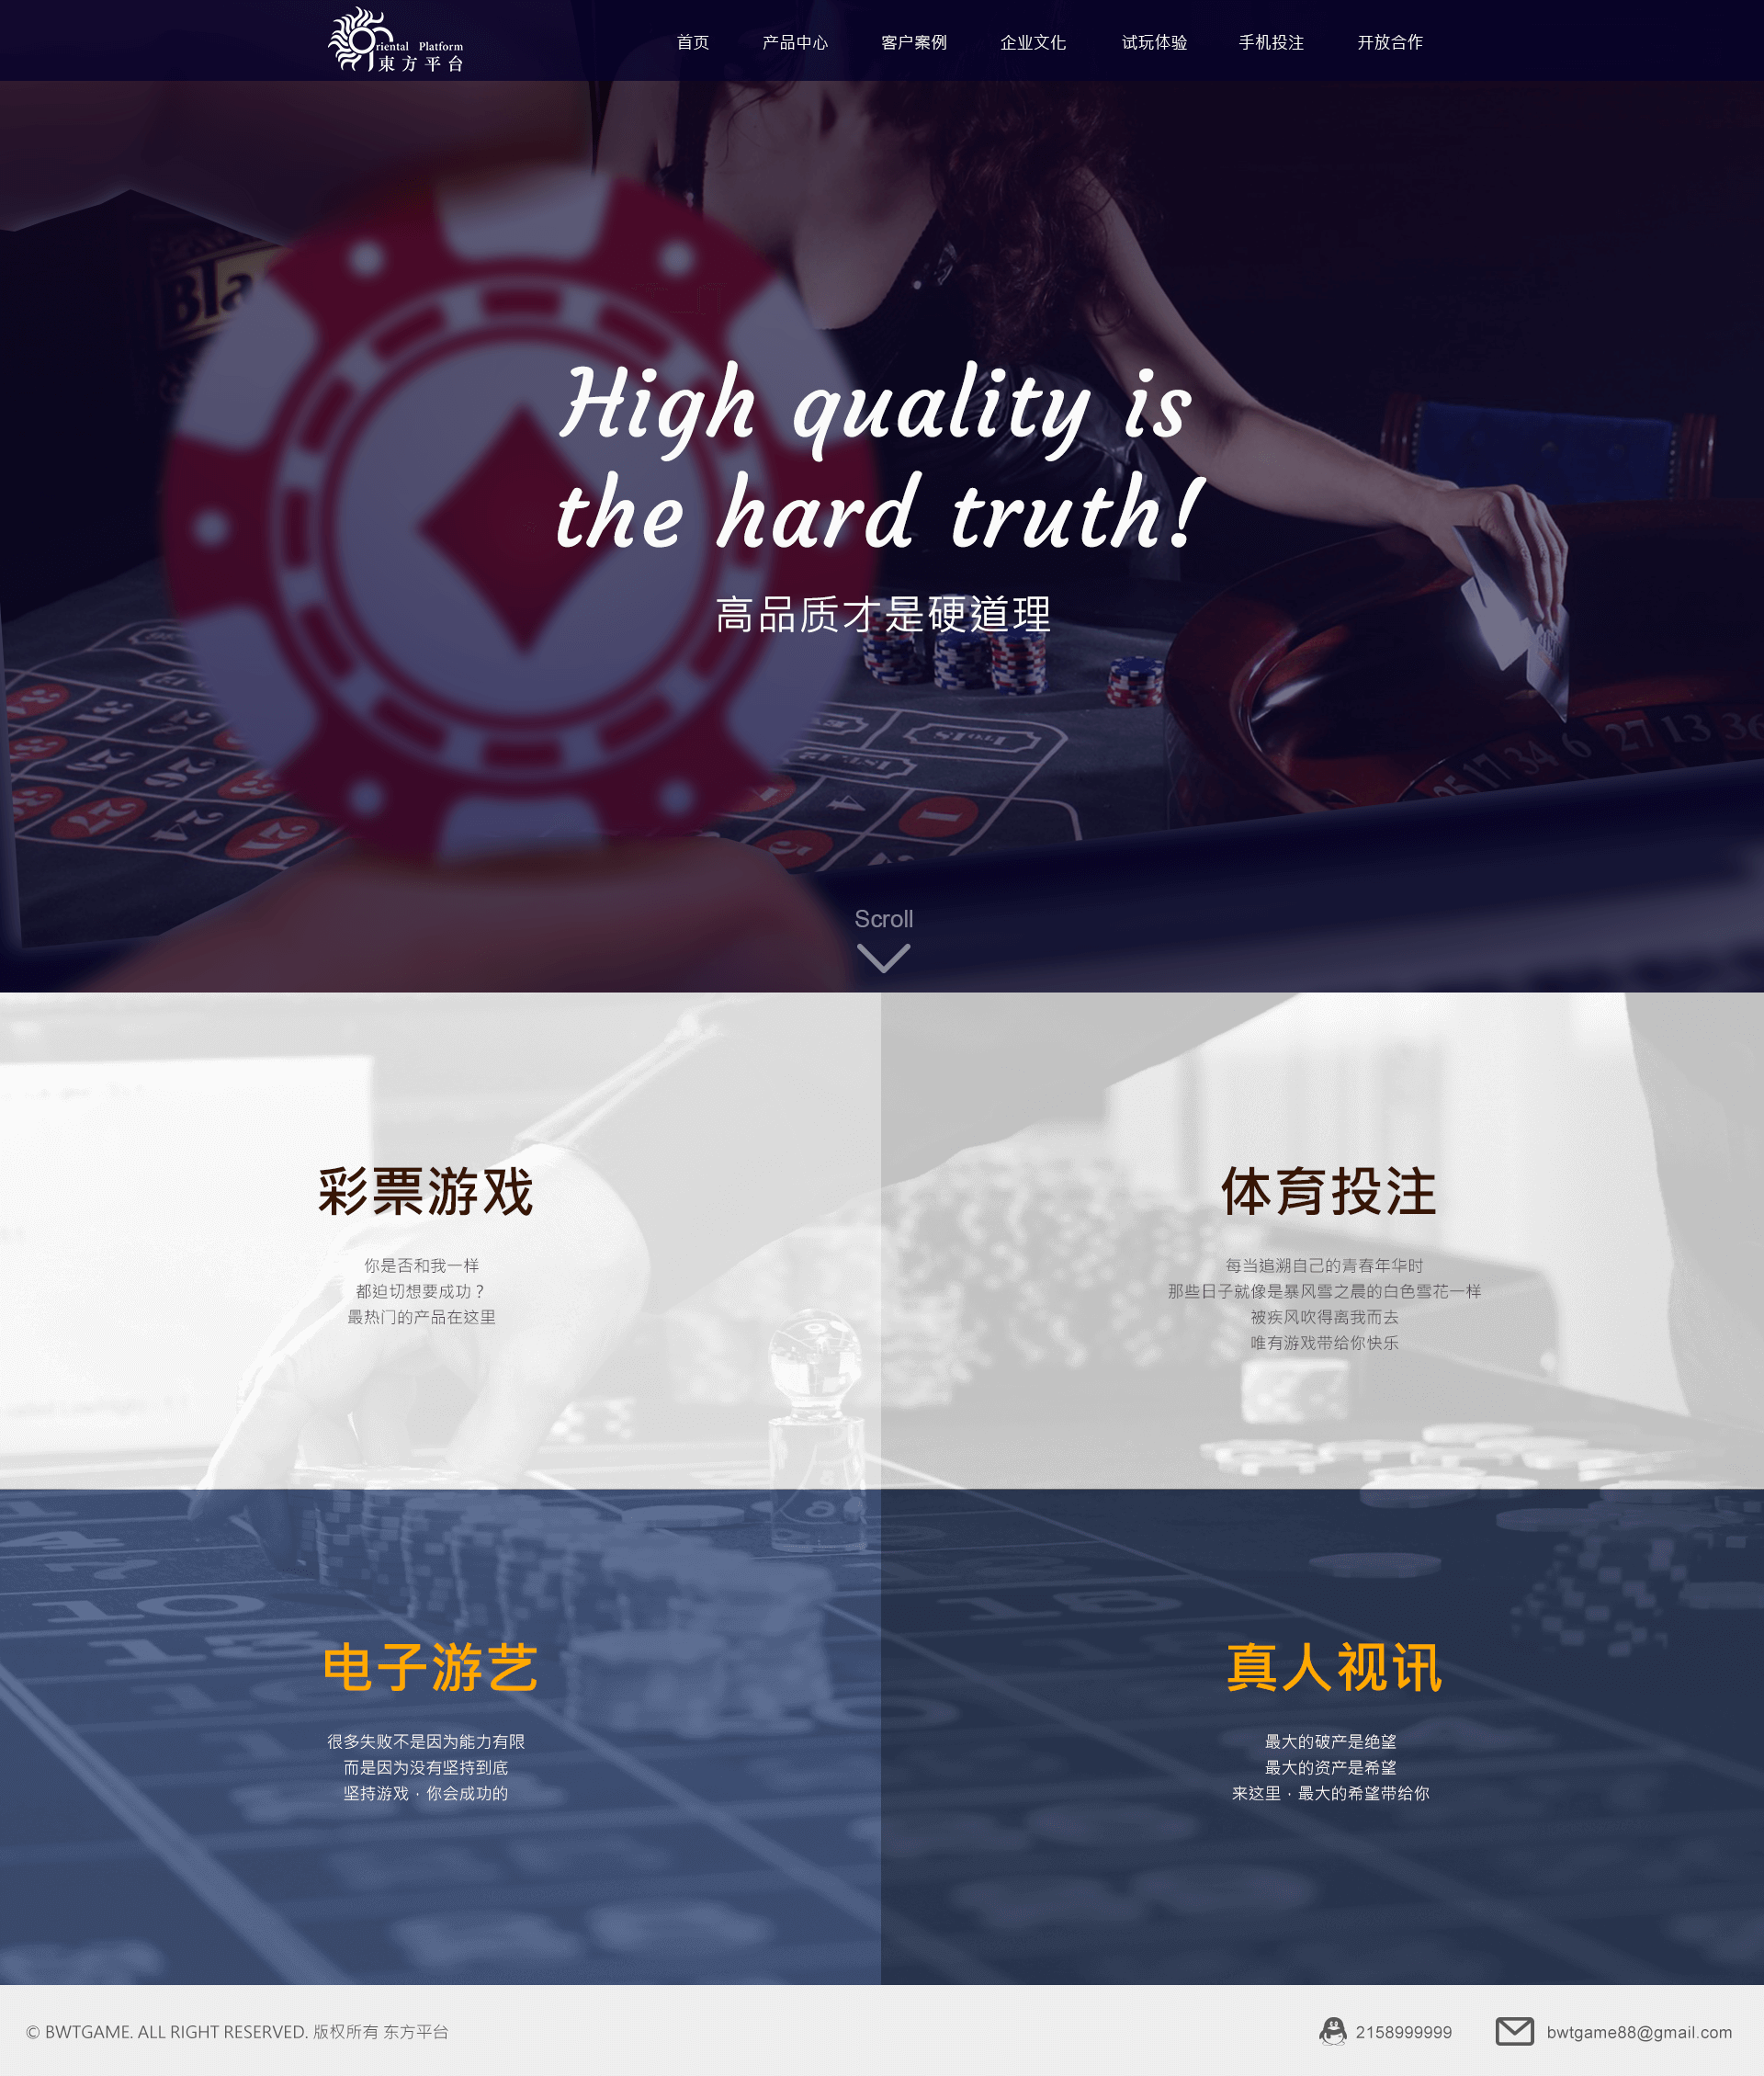 Oriental Platform
東方平台
首页 产品中心 客户案例 企业文化 试玩体验 手机投注 开放合作
Bla
High quality is
the hard truth!
高品质才是硬道理
Scroll
彩票游戏
你是否和我一样
都迫切想要成功？
最热门的产品在这里
体育投注
每当追溯自己的青春年华时
那些日子就像是暴风雪之晨的白色雪花一样
被疾风吹得离我而去
唯有游戏带给你快乐
电子游艺
很多失败不是因为能力有限
而是因为没有坚持到底
坚持游戏·你会成功的
真人视讯
最大的破产是绝望
最大的资产是希望
来这里·最大的希望带给你
© BWTGAME. ALL RIGHT RESERVED. 版权所有 东方平台
2158999999
bwtgame88@gmail.com